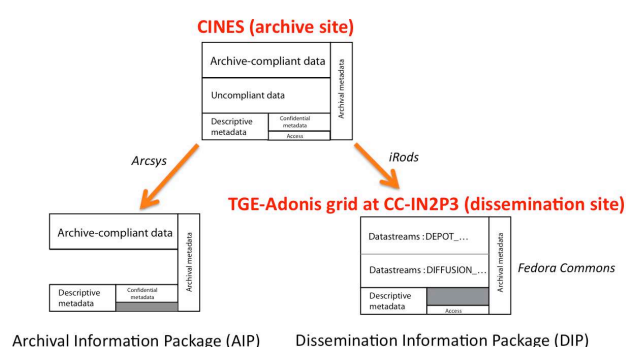 CINES (archive site)
Archive-compliant data
Archival metadata
Uncompliant data
Descriptive
metadata
Confidential
metadata
Access
Arcsys
iRods
TGE-Adonis grid at CC-IN2P3 (dissemination site)
Archive-compliant data
Archival metadata
Descriptive
metadata
Confidential
metadata
Datastreams : DEPOT_...
Datastreams : DIFFUSION_...
Archival metadata
Descriptive
metadata
Access
Fedora Commons
Archival Information Package (AIP)
Dissemination Information Package (DIP)